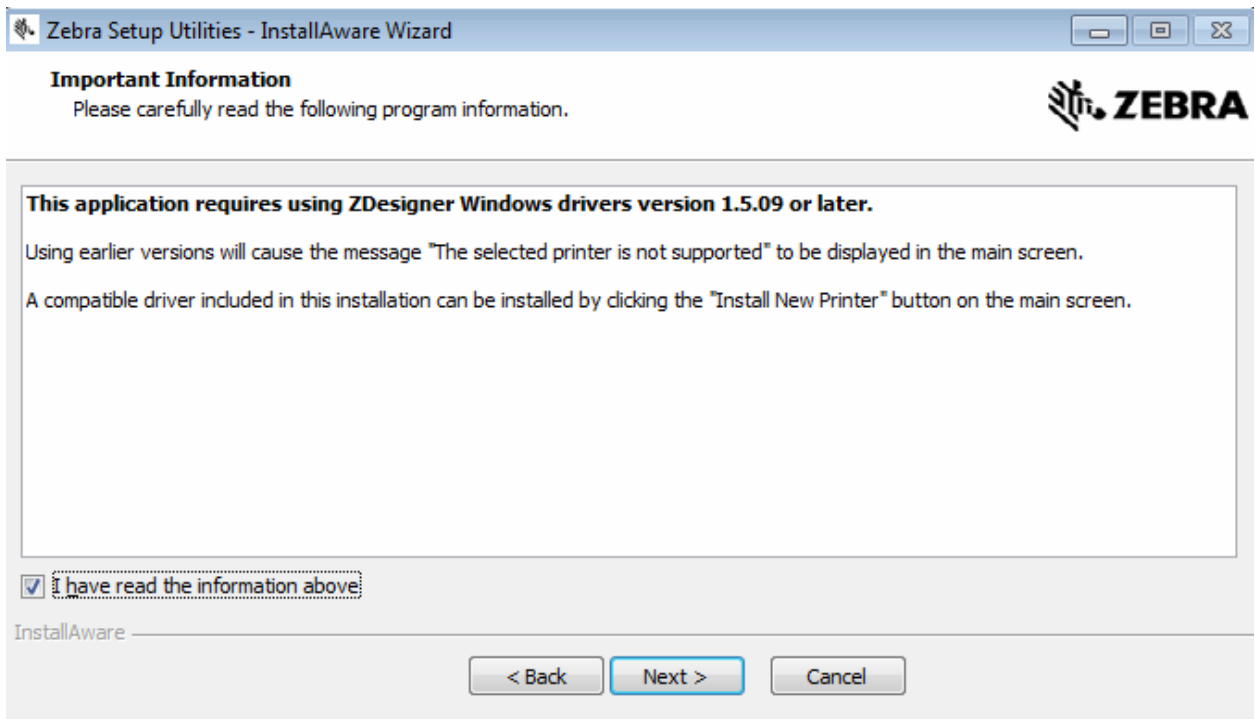 Zebra Setup Utilities - InstallAware Wizard
Important Information
Please carefully read the following program information.
ZEBRA
This application requires using ZDesigner Windows drivers version 1.5.09 or later.
Using earlier versions will cause the message "The selected printer is not supported" to be displayed in the main screen.
A compatible driver included in this installation can be installed by clicking the "Install New Printer" button on the main screen.
I have read the information above
InstallAware
< Back Next > Cancel